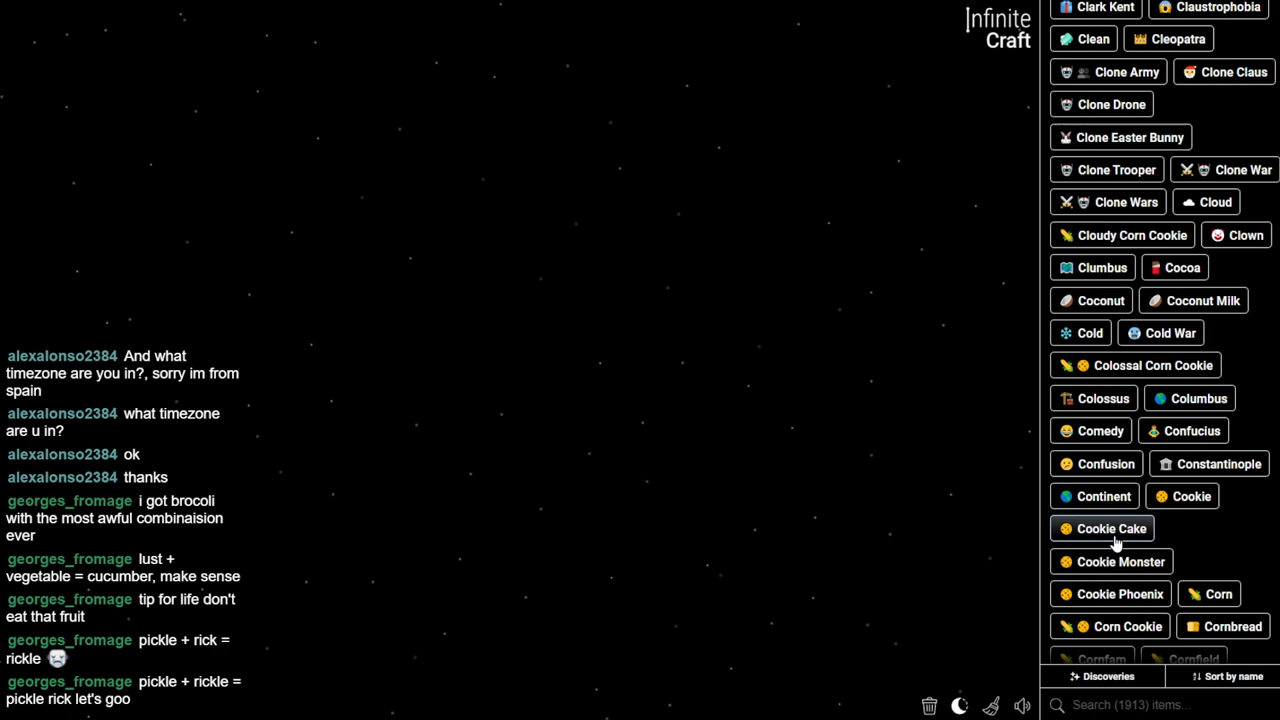 Infinite
Craft
alexalonso2384 And what
timezone are you in?, sorry im from
spain
alexalonso2384 what timezone
are u in?
alexalonso2384 ok
alexalonso2384 thanks
georges_fromage i got brocoli
with the most awful combinaision
ever
georges_fromage lust +
vegetable = cucumber, make sense
georges_fromage tip for life don't
eat that fruit
georges_fromage pickle + rick =
rickle
georges_fromage pickle + rickle =
pickle rick let's goo
Clark Kent Claustrophobia
Clean Cleopatra
Clone Army Clone Claus
Clone Drone
Clone Easter Bunny
Clone Trooper Clone War
Clone Wars Cloud
Cloudy Corn Cookie Clown
Clumbus Cocoa
Coconut Coconut Milk
Cold Cold War
Colossal Corn Cookie
Colossus Columbus
Comedy Confucius
Confusion Constantinople
Continent Cookie
Cookie Cake
Cookie Monster
Cookie Phoenix Corn
Corn Cookie Cornbread
Cornfam Cornfield
Discoveries Sort by name
Search (1913) items...